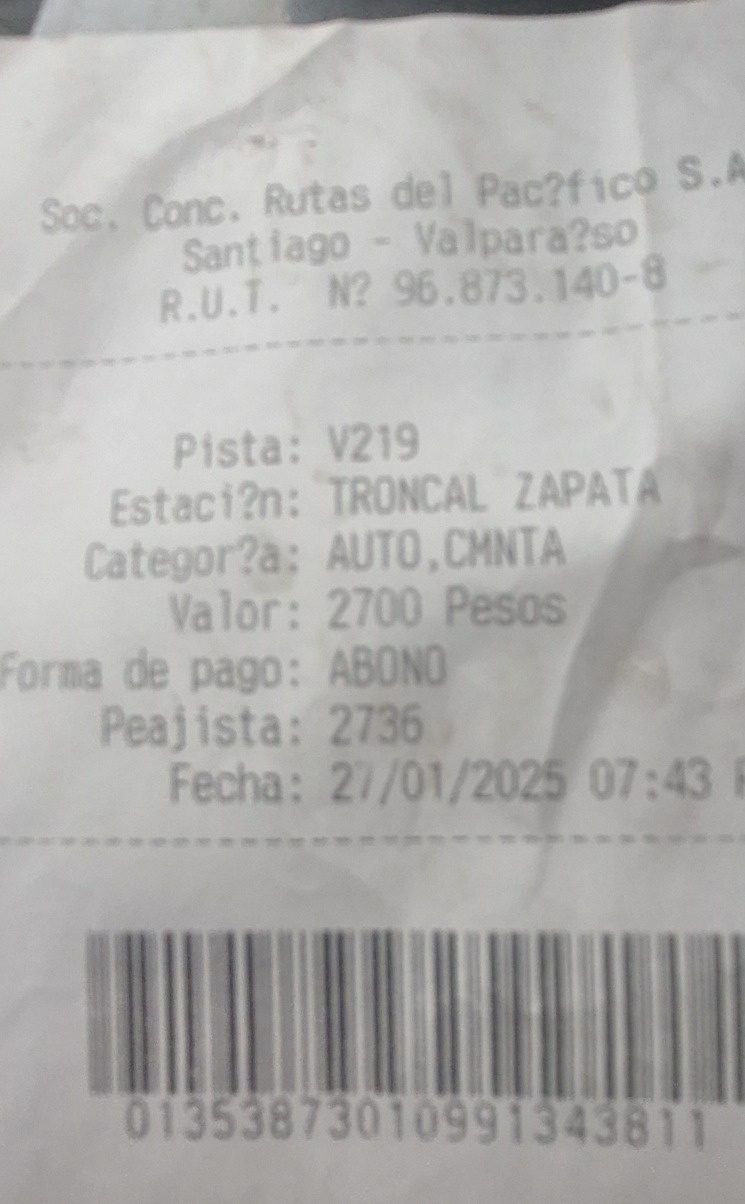 Soc. Conc. Rutas del Pac?fico S.A
Santiago - Valpara?so
R.U.T. N? 96.873.140-8
Pista: V219
Estaci?n: TRONCAL ZAPATA
Categor?a: AUTO,CMNTA
Valor: 2700 Pesos
Forma de pago: ABONO
Peajista: 2736
Fecha: 27/01/2025 07:43
01353873010991343811